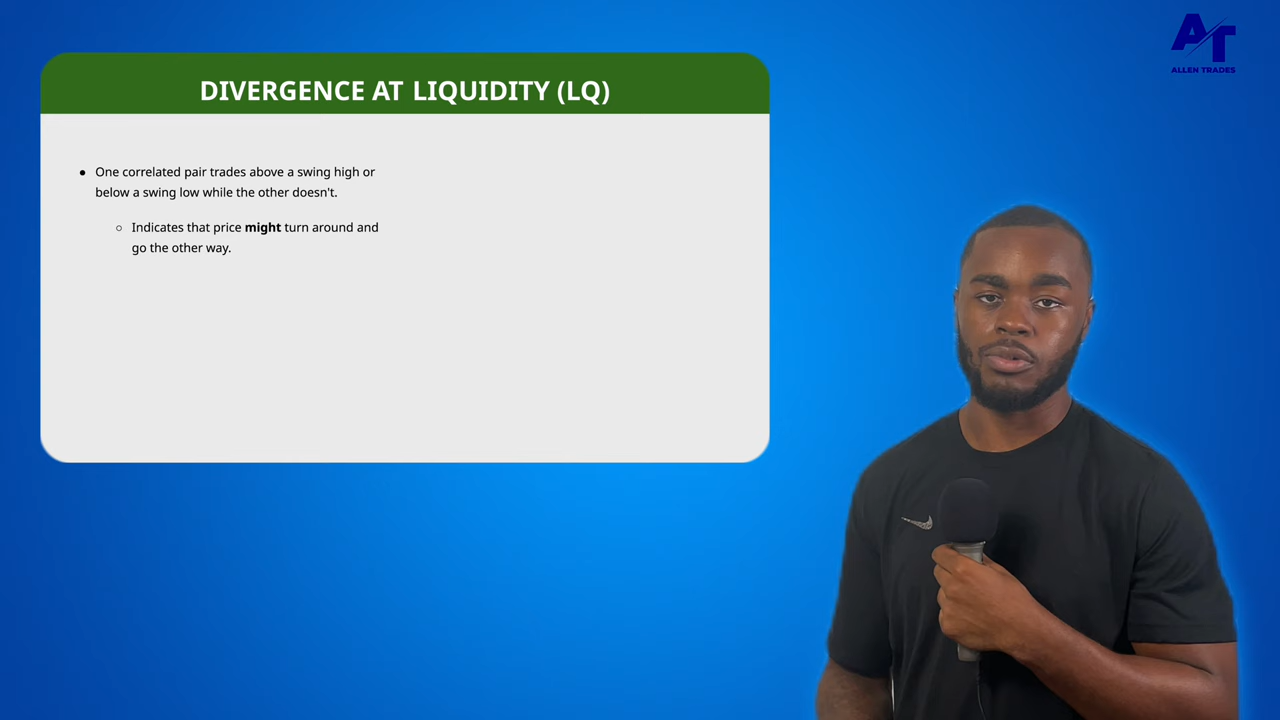 AT
ALLEN TRADES
DIVERGENCE AT LIQUIDITY (LQ)
● One correlated pair trades above a swing high or
below a swing low while the other doesn't.
○ Indicates that price might turn around and
go the other way.